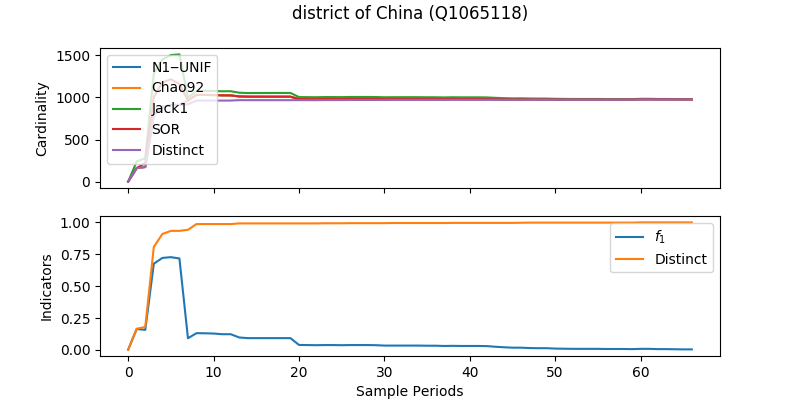 district of China (Q1065118)
Cardinality
1500
1000
500
0
N1−UNIF
Chao92
Jack1
SOR
Distinct
Indicators
1.00
0.75
0.50
0.25
0.00
f1
Distinct
0 10 20 30 40 50 60
Sample Periods